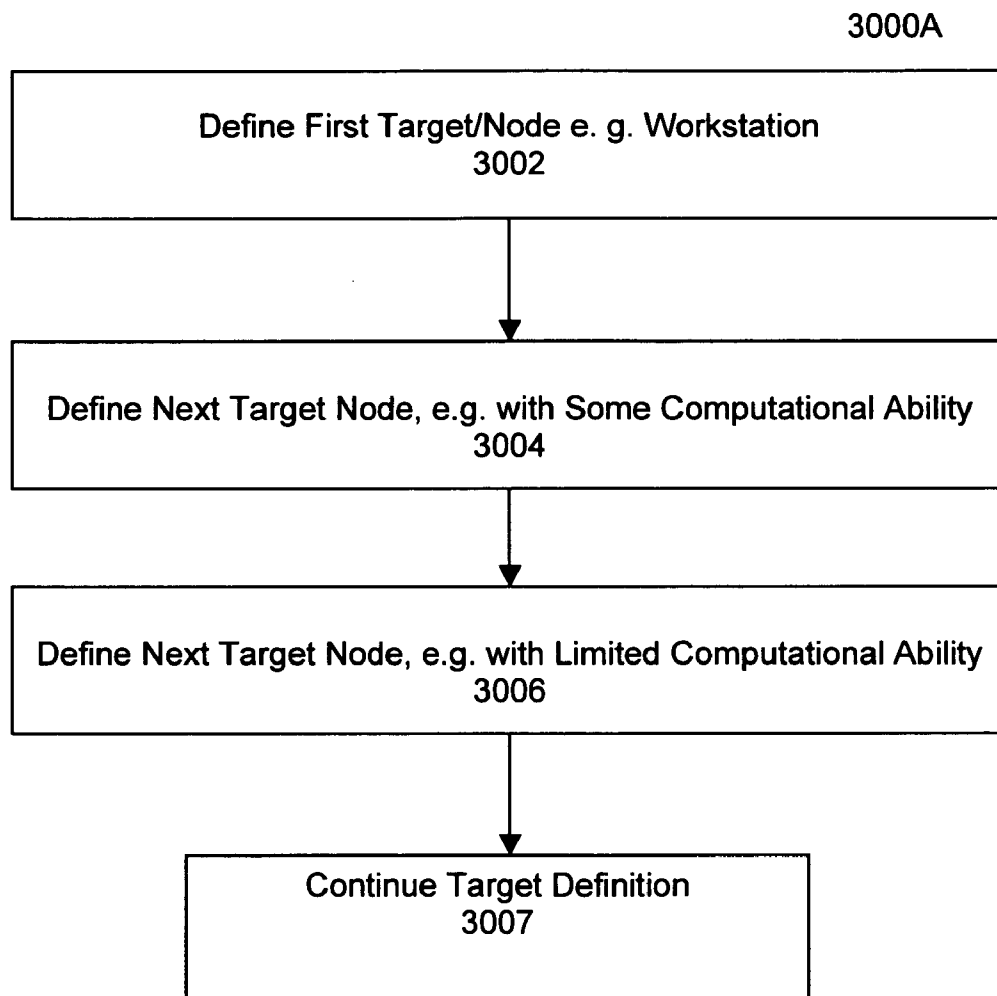 3000A
Define First Target/Node e. g. Workstation
3002
Define Next Target Node, e.g. with Some Computational Ability
3004
Define Next Target Node, e.g. with Limited Computational Ability
3006
Continue Target Definition
3007